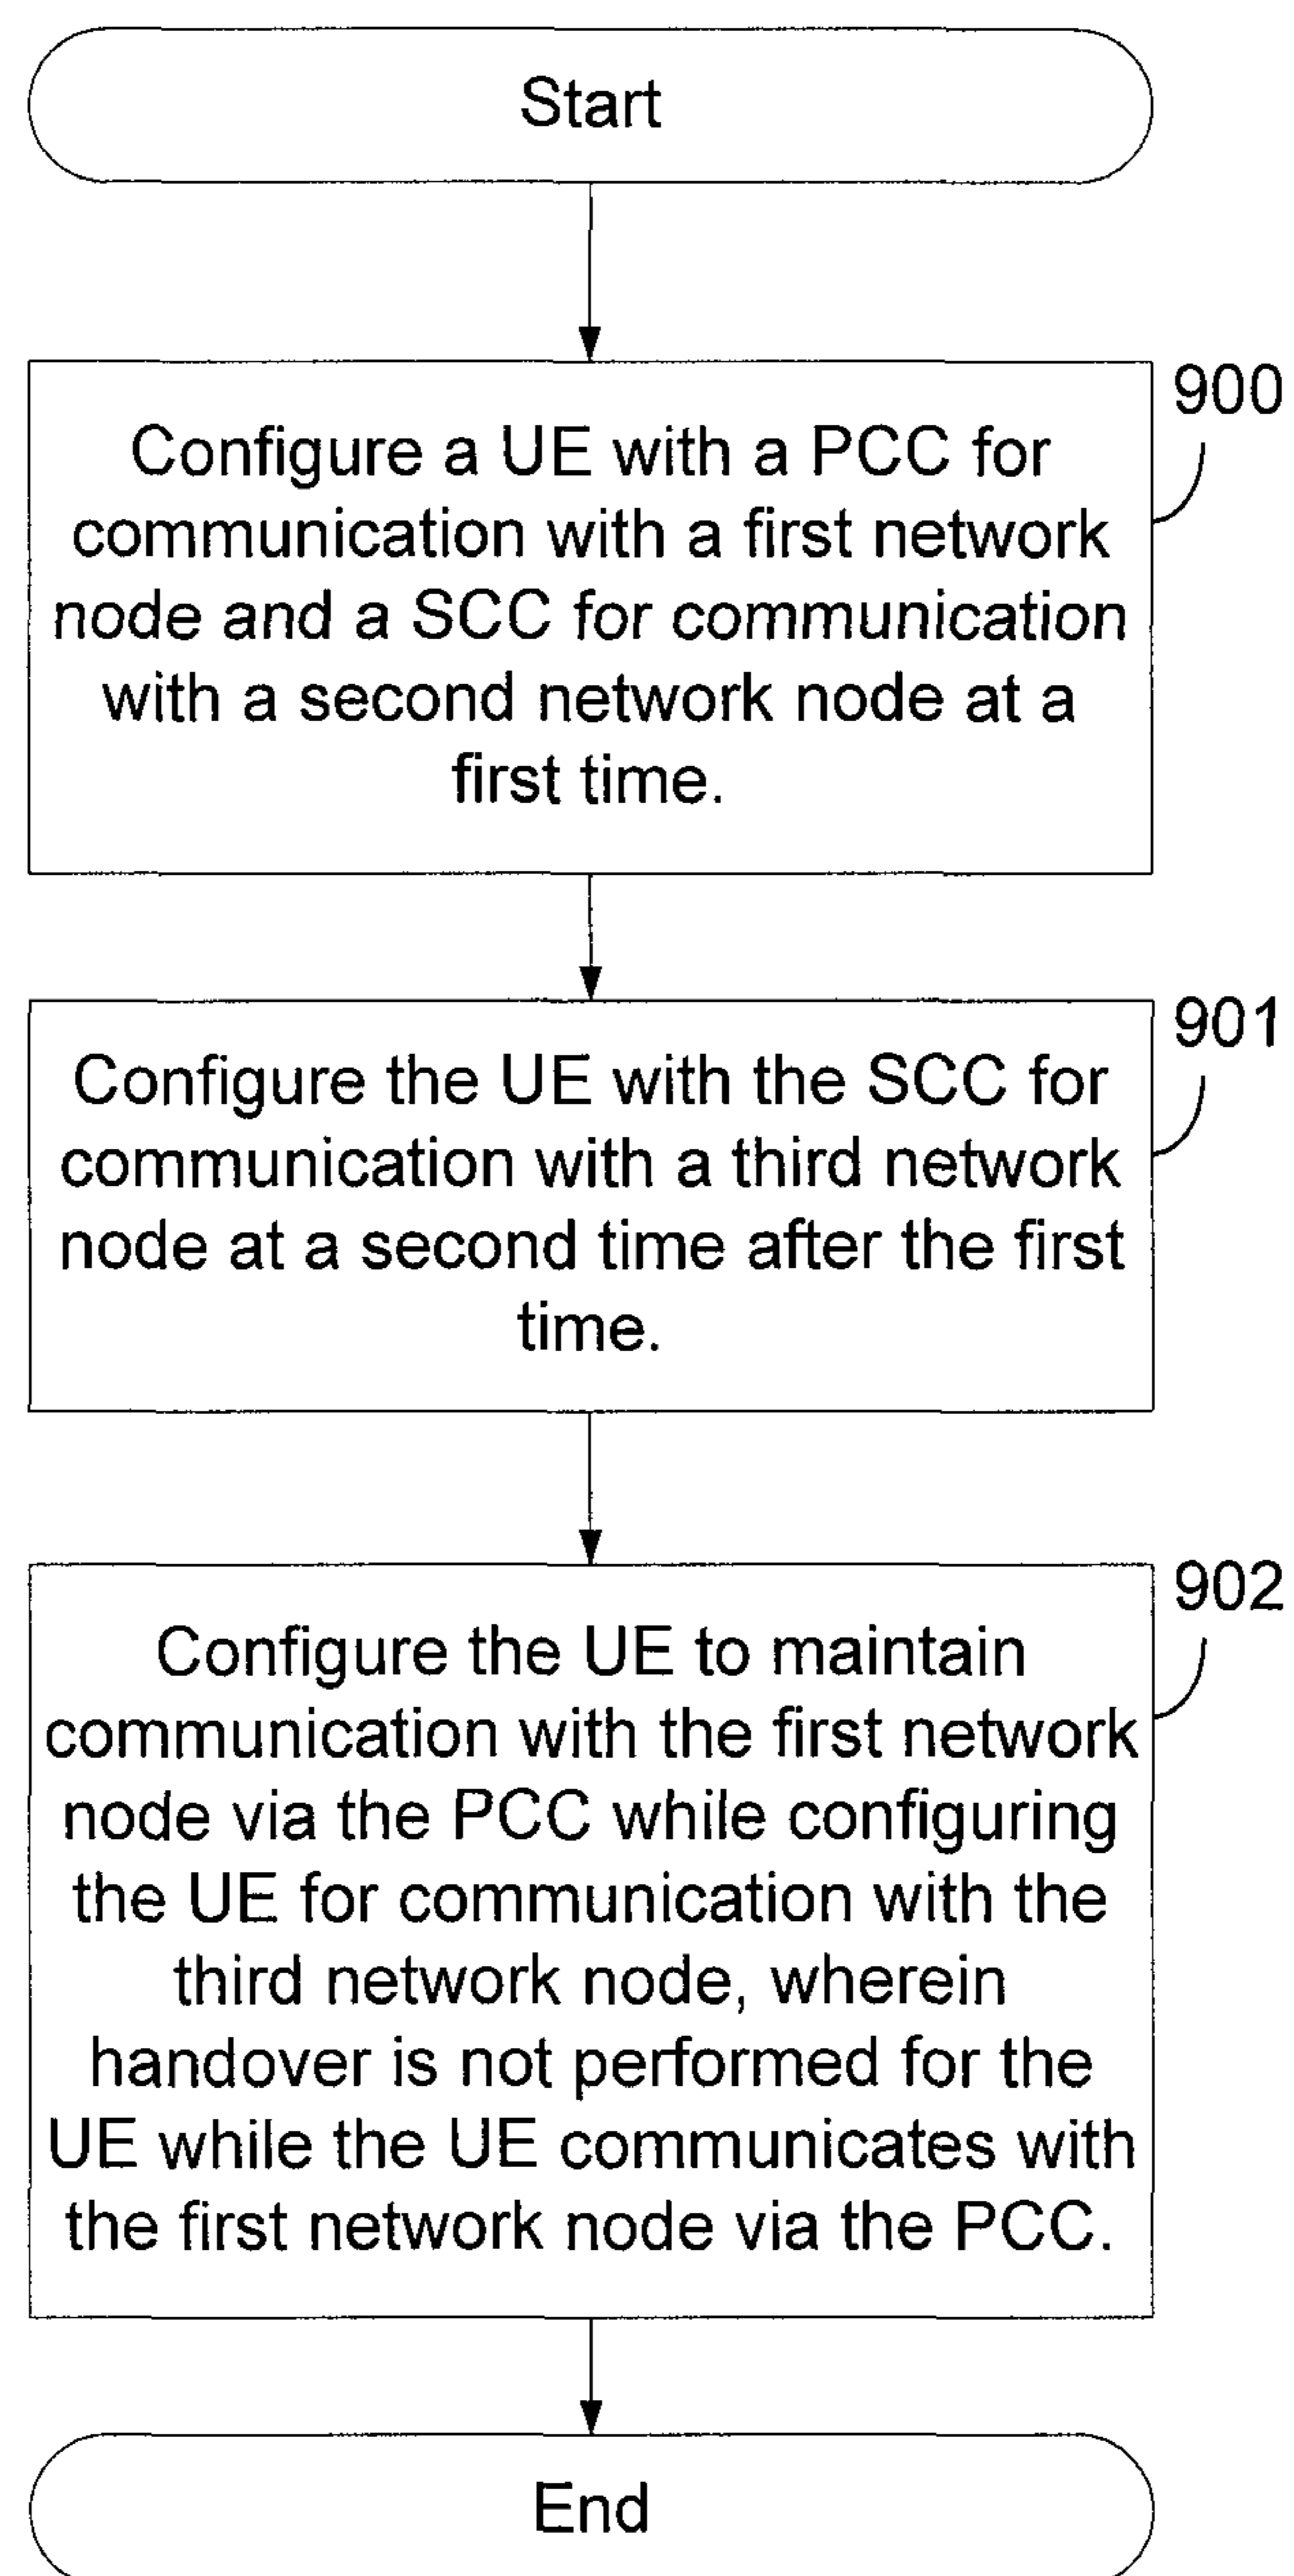 Start
900
Configure a UE with a PCC for
communication with a first network
node and a SCC for communication
with a second network node at a
first time.
901
Configure the UE with the SCC for
communication with a third network
node at a second time after the first
time.
902
Configure the UE to maintain
communication with the first network
node via the PCC while configuring
the UE for communication with the
third network node, wherein
handover is not performed for the
UE while the UE communicates with
the first network node via the PCC.
End